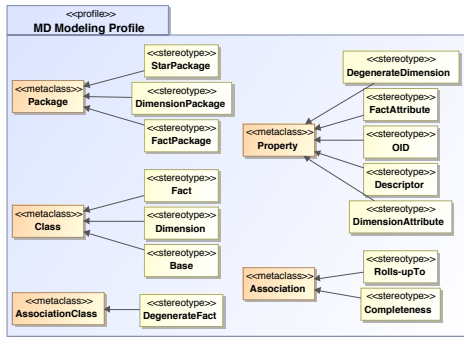 <<profile>>
MD Modeling Profile
<<stereotype>>
StarPackage
<<metaclass>>
Package
<<stereotype>>
DimensionPackage
<<stereotype>>
FactPackage
<<stereotype>>
Fact
<<metaclass>>
Class
<<stereotype>>
Dimension
<<stereotype>>
Base
<<metaclass>>
AssociationClass
<<stereotype>>
DegenerateFact
<<stereotype>>
DegenerateDimension
<<stereotype>>
FactAttribute
<<metaclass>>
Property
<<stereotype>>
OID
<<stereotype>>
Descriptor
<<stereotype>>
DimensionAttribute
<<metaclass>>
Association
<<stereotype>>
Rolls-upTo
<<stereotype>>
Completeness